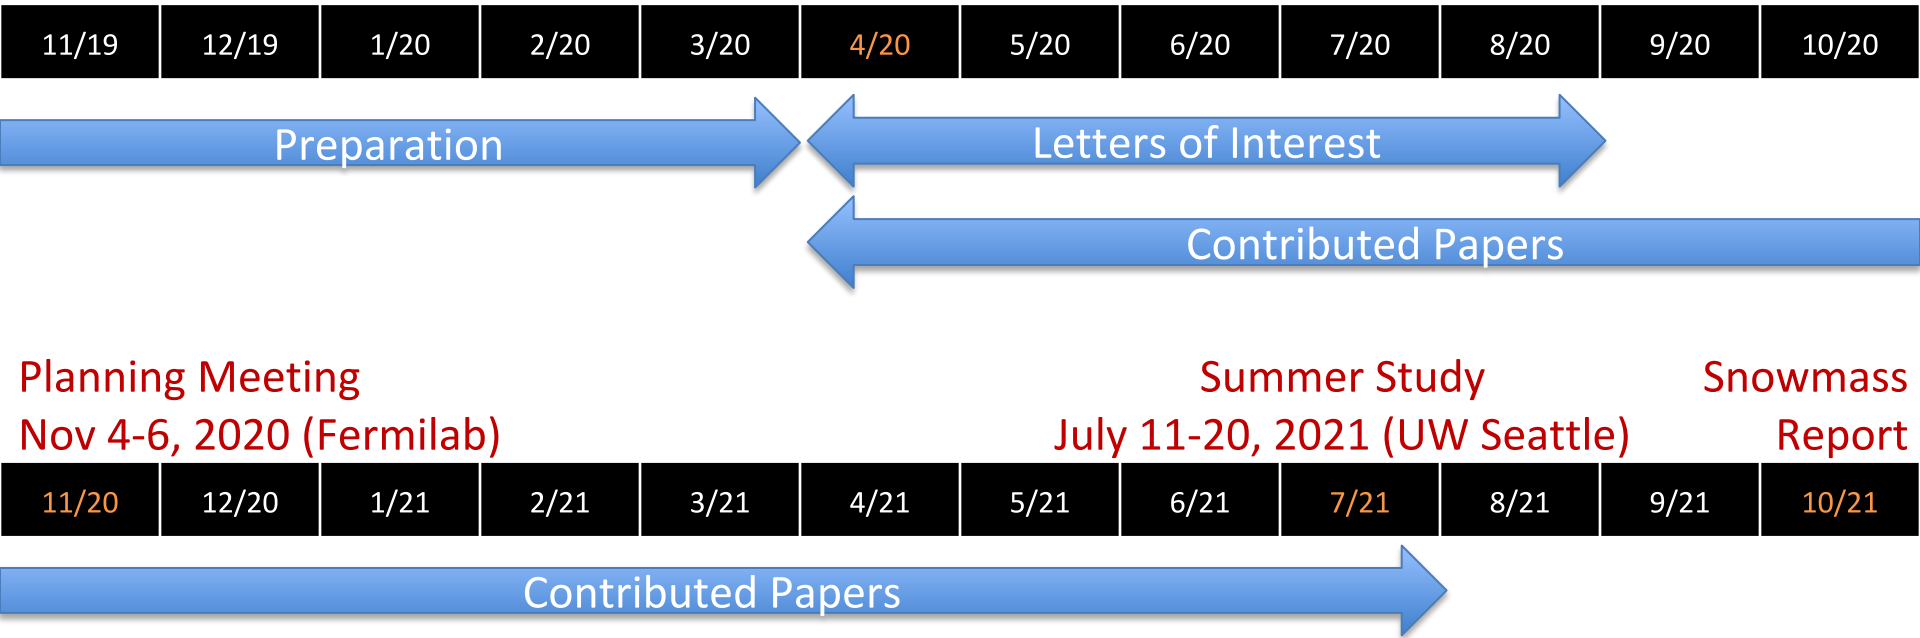 11/19 12/19 1/20 2/20 3/20 4/20 5/20 6/20 7/20 8/20 9/20 10/20
Preparation
Letters of Interest
Contributed Papers
Planning Meeting
Nov 4-6, 2020 (Fermilab)
Summer Study
July 11-20, 2021 (UW Seattle)
Snowmass
Report
11/20 12/20 1/21 2/21 3/21 4/21 5/21 6/21 7/21 8/21 9/21 10/21
Contributed Papers